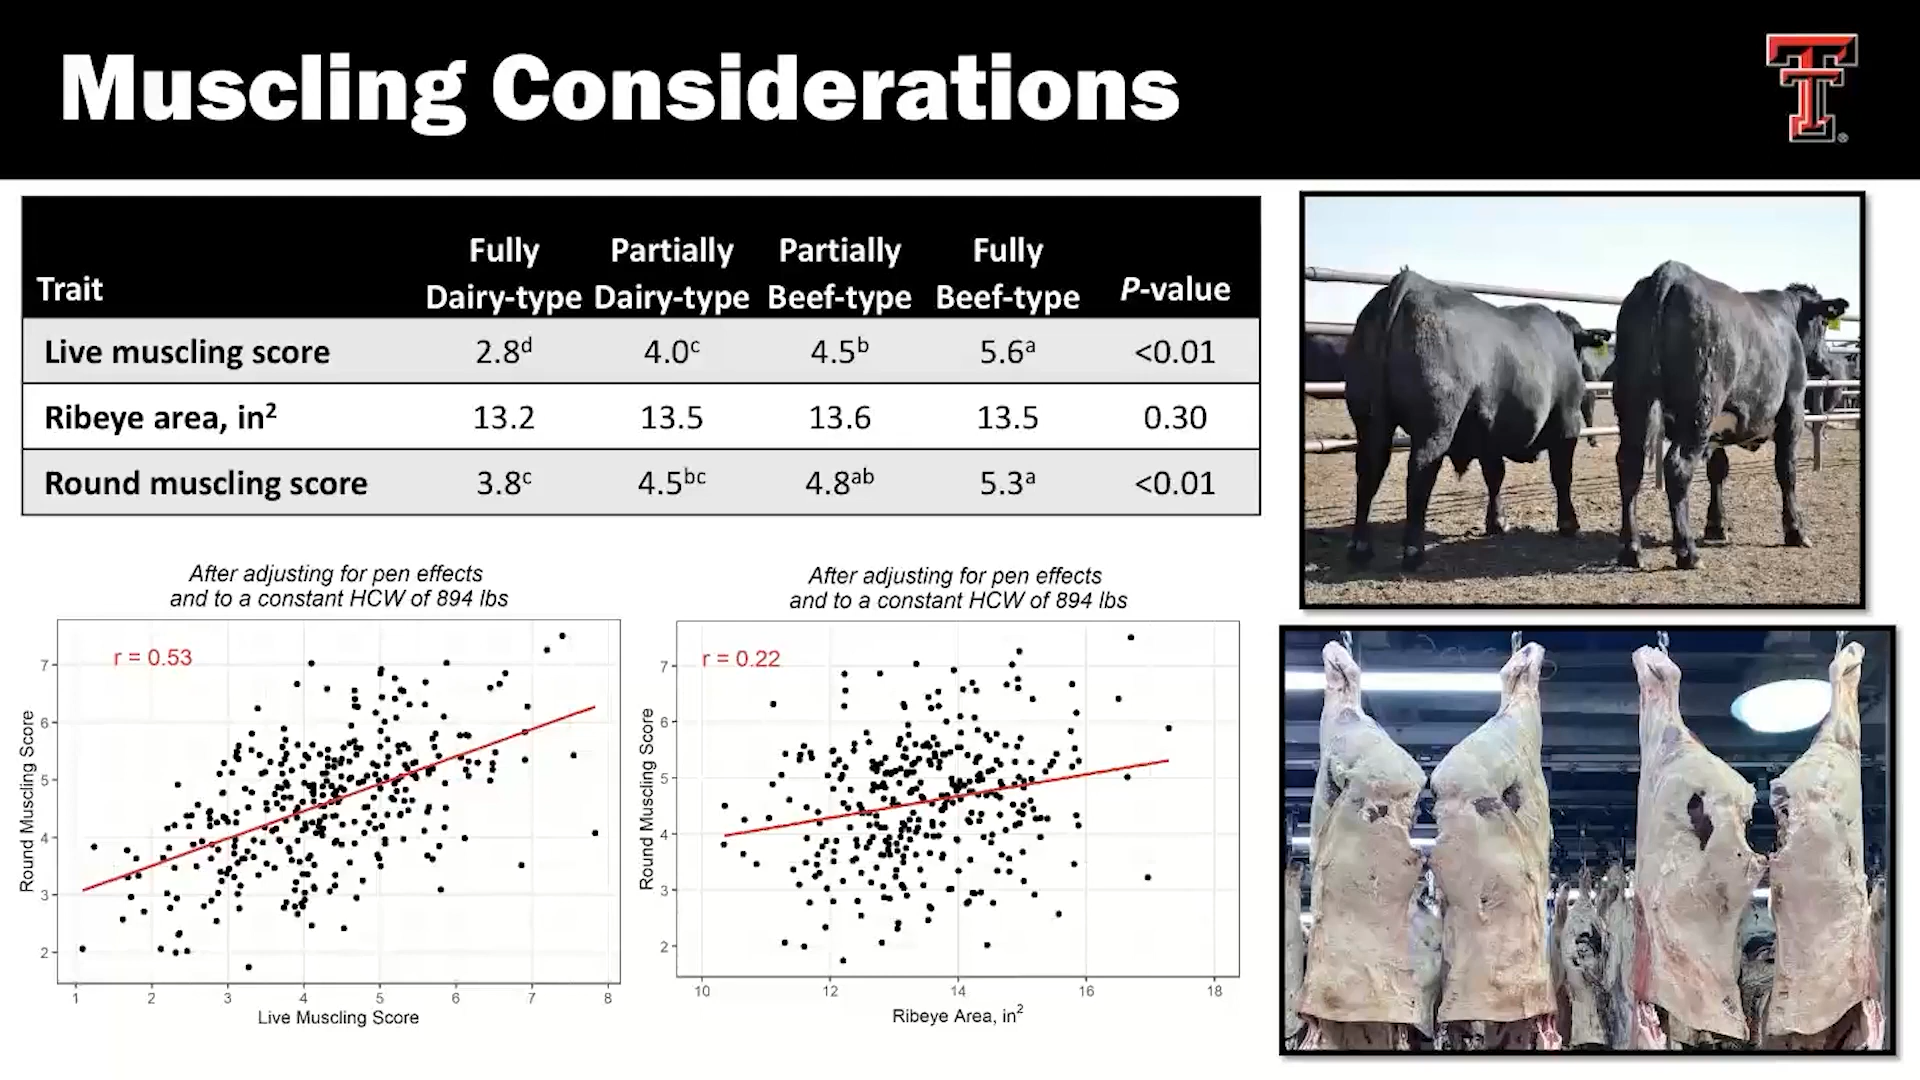 Muscling Considerations
Trait Fully Dairy-type Partially Dairy-type Partially Beef-type Fully Beef-type P-value
Live muscling score 2.8d 4.0c 4.5b 5.6a <0.01
Ribeye area, in2 13.2 13.5 13.6 13.5 0.30
Round muscling score 3.8c 4.5bc 4.8ab 5.3a <0.01
After adjusting for pen effects
and to a constant HCW of 894 lbs
r = 0.53
Round Muscling Score
7
6
5
4
3
2
1 2 3 4 5 6 7 8
Live Muscling Score
After adjusting for pen effects
and to a constant HCW of 894 lbs
r = 0.22
Round Muscling Score
7
6
5
4
3
2
10 12 14 16 18
Ribeye Area, in2